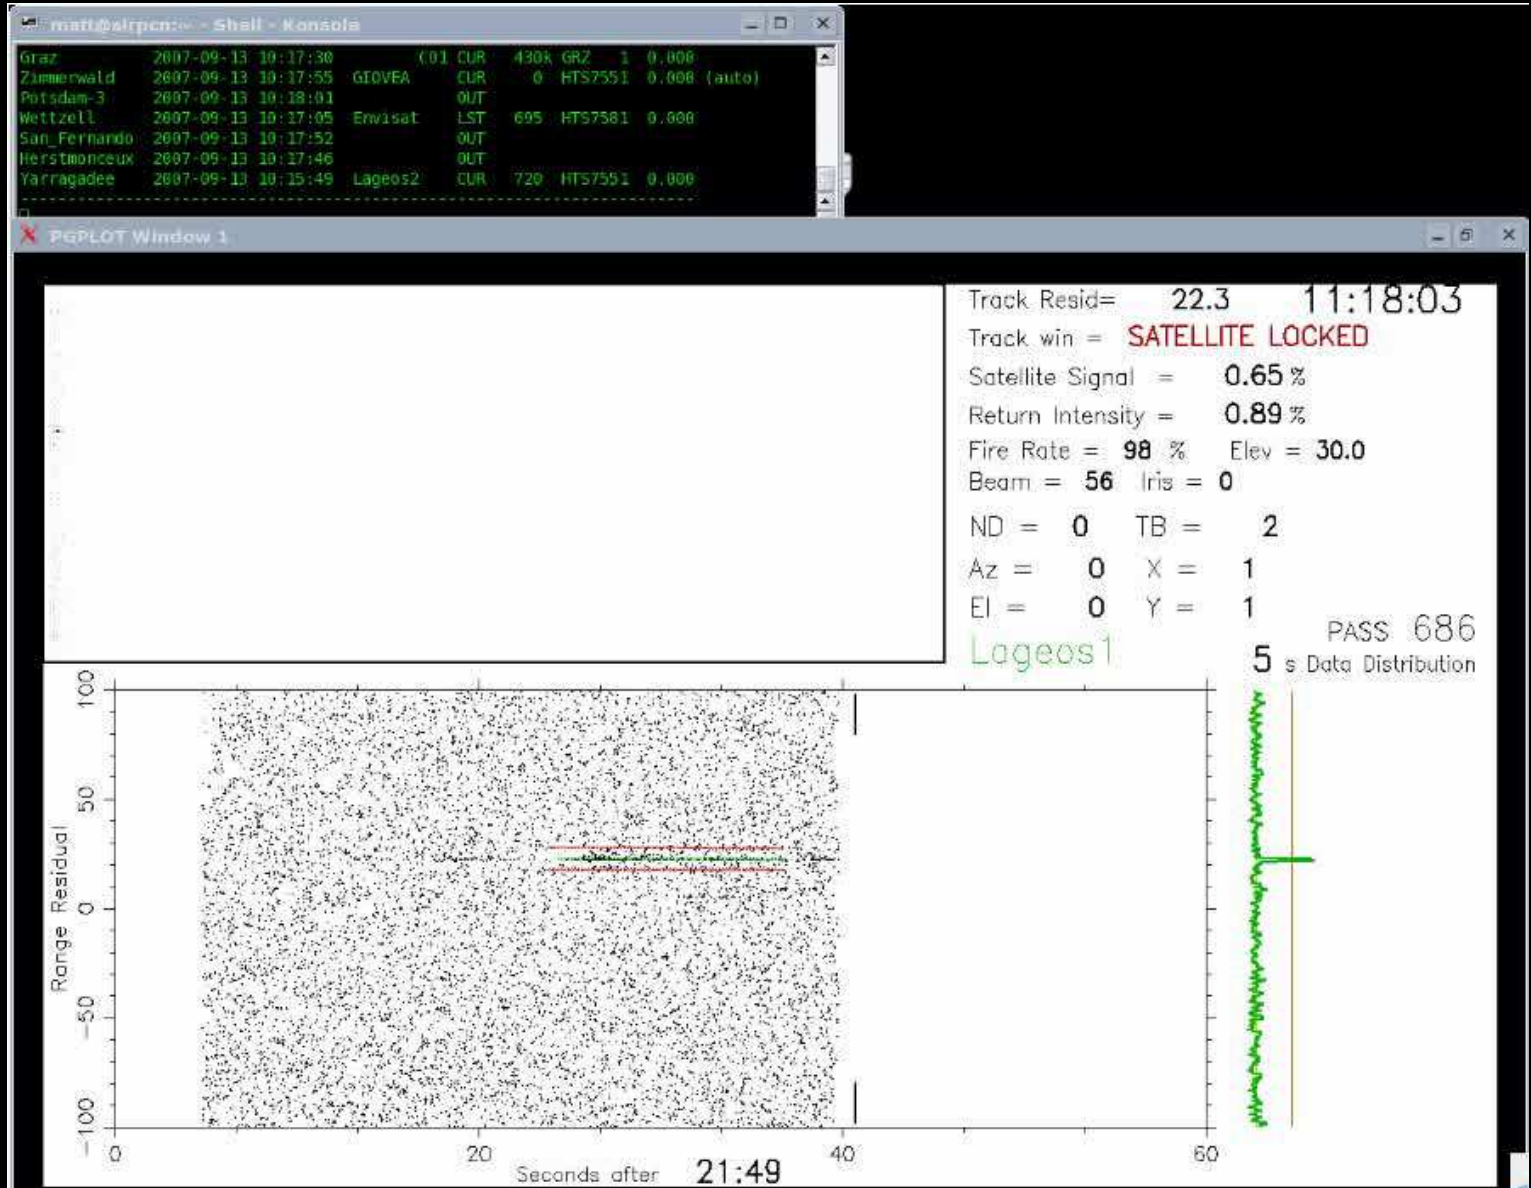 matt@slrpcn:~ - Shell - Konsole
Graz 2007-09-13 10:17:30 C01 CUR 430k GRZ 1 0.000
Zimmerwald 2007-09-13 10:17:55 GIOVEA CUR 0 HTS7551 0.000 (auto)
Potsdam-3 2007-09-13 10:18:01 OUT
Wettzell 2007-09-13 10:17:05 Envisat LST 695 HTS7581 0.000
San_Fernando 2007-09-13 10:17:52 OUT
Herstmonceux 2007-09-13 10:17:46 OUT
Yarragadee 2007-09-13 10:15:49 Lageos2 CUR 720 HTS7551 0.000
----------------------------------------------------------------------
PGPLOT Window 1
Track Resid= 22.3 11:18:03
Track win = SATELLITE LOCKED
Satellite Signal = 0.65 %
Return Intensity = 0.89 %
Fire Rate = 98 % Elev = 30.0
Beam = 56 Iris = 0
ND = 0 TB = 2
Az = 0 X = 1
El = 0 Y = 1
PASS 686
Lageos1
5 s Data Distribution
Range Residual
100
50
0
-50
-100
0 20 40 60
Seconds after 21:49